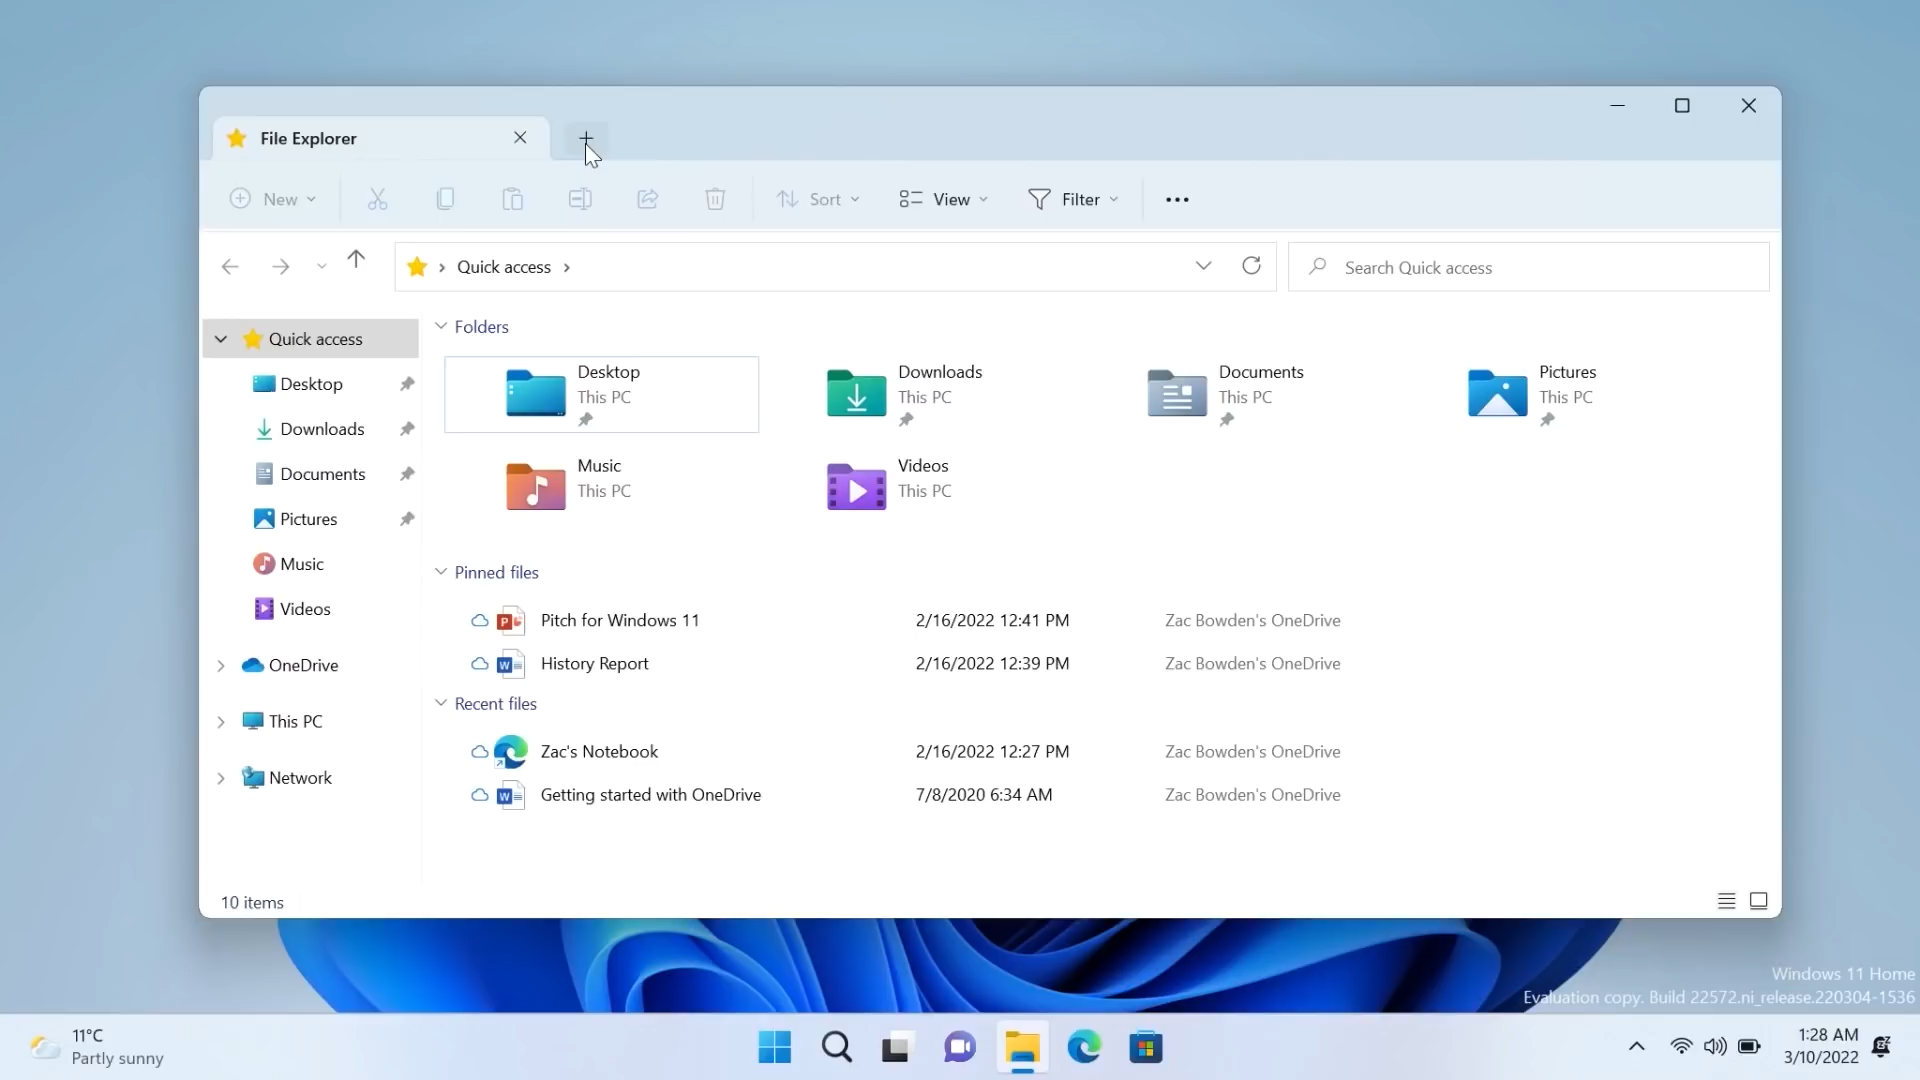 File Explorer
New
Sort
View
Filter
Quick access
Search Quick access
Quick access
Desktop
Downloads
Documents
Pictures
Music
Videos
OneDrive
This PC
Network
Folders
Desktop
This PC
Downloads
This PC
Documents
This PC
Pictures
This PC
Music
This PC
Videos
This PC
Pinned files
Pitch for Windows 11 2/16/2022 12:41 PM Zac Bowden's OneDrive
History Report 2/16/2022 12:39 PM Zac Bowden's OneDrive
Recent files
Zac's Notebook 2/16/2022 12:27 PM Zac Bowden's OneDrive
Getting started with OneDrive 7/8/2020 6:34 AM Zac Bowden's OneDrive
10 items
Windows 11 Home
Evaluation copy. Build 22572.ni_release.220304-1536
11°C
Partly sunny
1:28 AM
3/10/2022